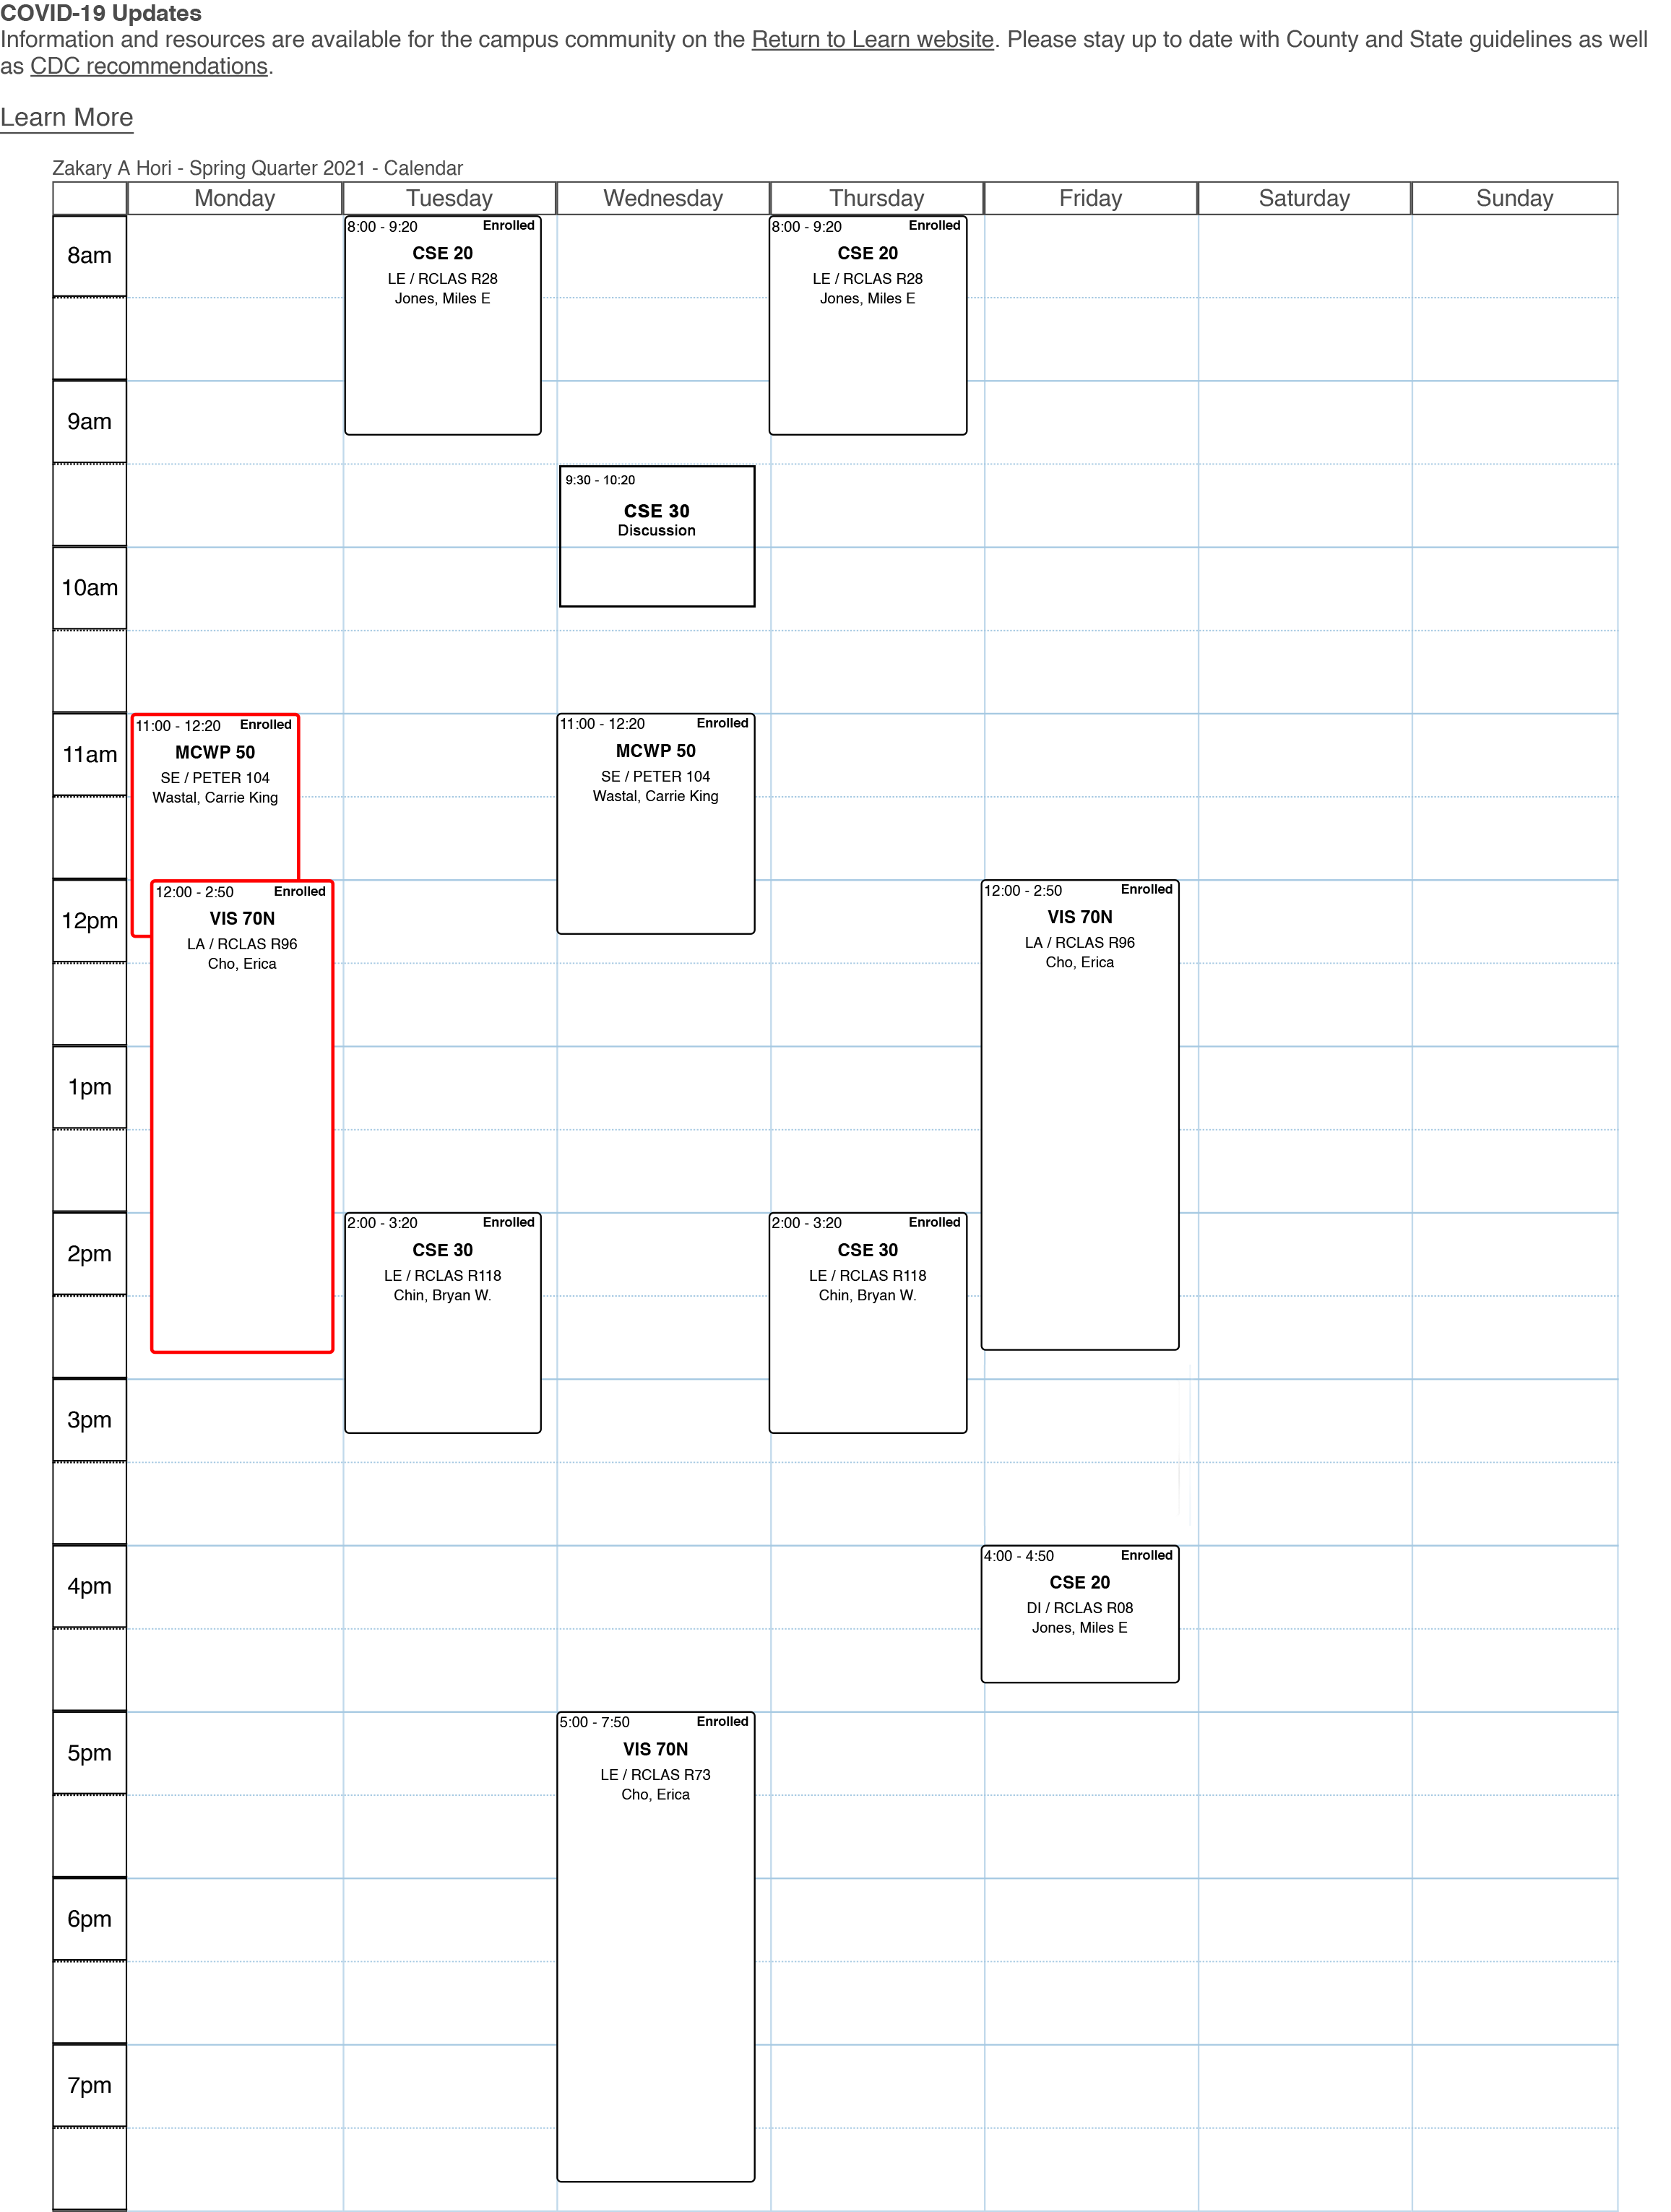 COVID-19 Updates
Information and resources are available for the campus community on the Return to Learn website. Please stay up to date with County and State guidelines as well
as CDC recommendations.
Learn More
Zakary A Hori - Spring Quarter 2021 - Calendar
Monday Tuesday Wednesday Thursday Friday Saturday Sunday
8am
8:00 - 9:20 Enrolled
CSE 20
LE / RCLAS R28
Jones, Miles E
8:00 - 9:20 Enrolled
CSE 20
LE / RCLAS R28
Jones, Miles E
9am
9:30 - 10:20
CSE 30
Discussion
10am
11am
11:00 - 12:20 Enrolled
MCWP 50
SE / PETER 104
Wastal, Carrie King
11:00 - 12:20 Enrolled
MCWP 50
SE / PETER 104
Wastal, Carrie King
12pm
12:00 - 2:50 Enrolled
VIS 70N
LA / RCLAS R96
Cho, Erica
12:00 - 2:50 Enrolled
VIS 70N
LA / RCLAS R96
Cho, Erica
1pm
2pm
2:00 - 3:20 Enrolled
CSE 30
LE / RCLAS R118
Chin, Bryan W.
2:00 - 3:20 Enrolled
CSE 30
LE / RCLAS R118
Chin, Bryan W.
3pm
4pm
4:00 - 4:50 Enrolled
CSE 20
DI / RCLAS R08
Jones, Miles E
5pm
5:00 - 7:50 Enrolled
VIS 70N
LE / RCLAS R73
Cho, Erica
6pm
7pm